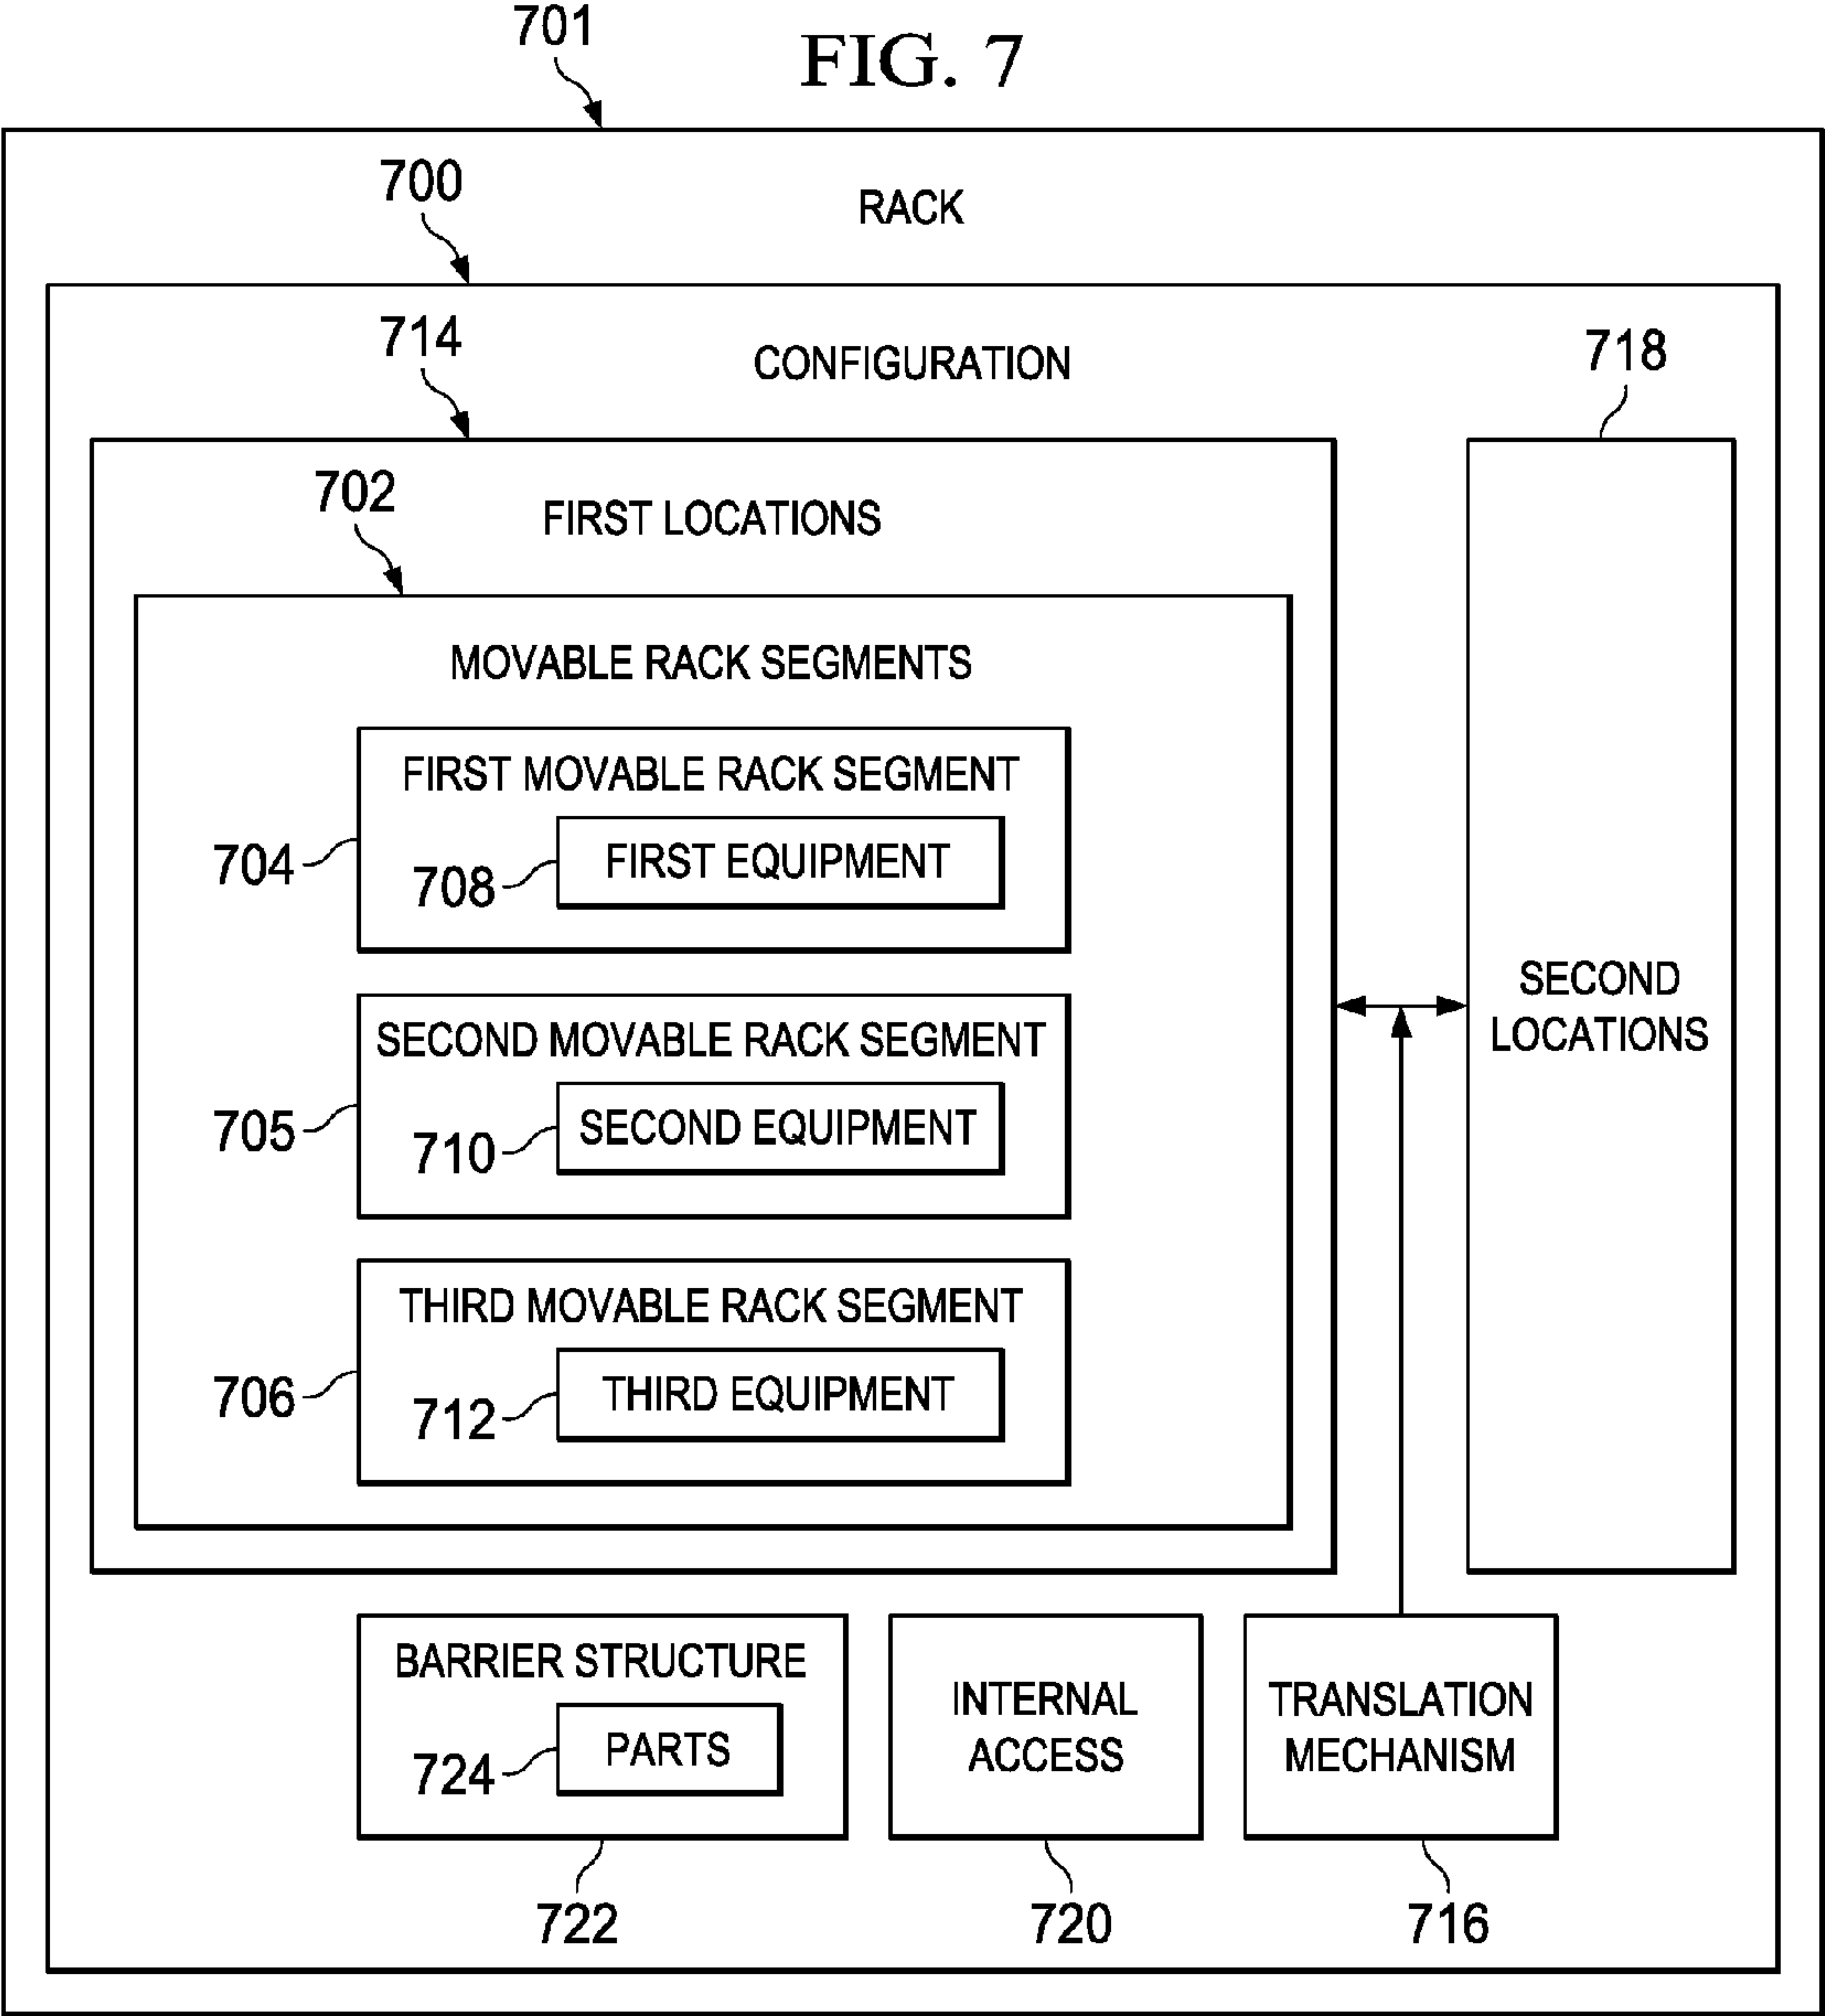 701
FIG. 7
700
RACK
714
CONFIGURATION
718
702
FIRST LOCATIONS
MOVABLE RACK SEGMENTS
FIRST MOVABLE RACK SEGMENT
704
708
FIRST EQUIPMENT
SECOND MOVABLE RACK SEGMENT
705
710
SECOND EQUIPMENT
THIRD MOVABLE RACK SEGMENT
706
712
THIRD EQUIPMENT
SECOND
LOCATIONS
BARRIER STRUCTURE
724
PARTS
INTERNAL
ACCESS
TRANSLATION
MECHANISM
722
720
716